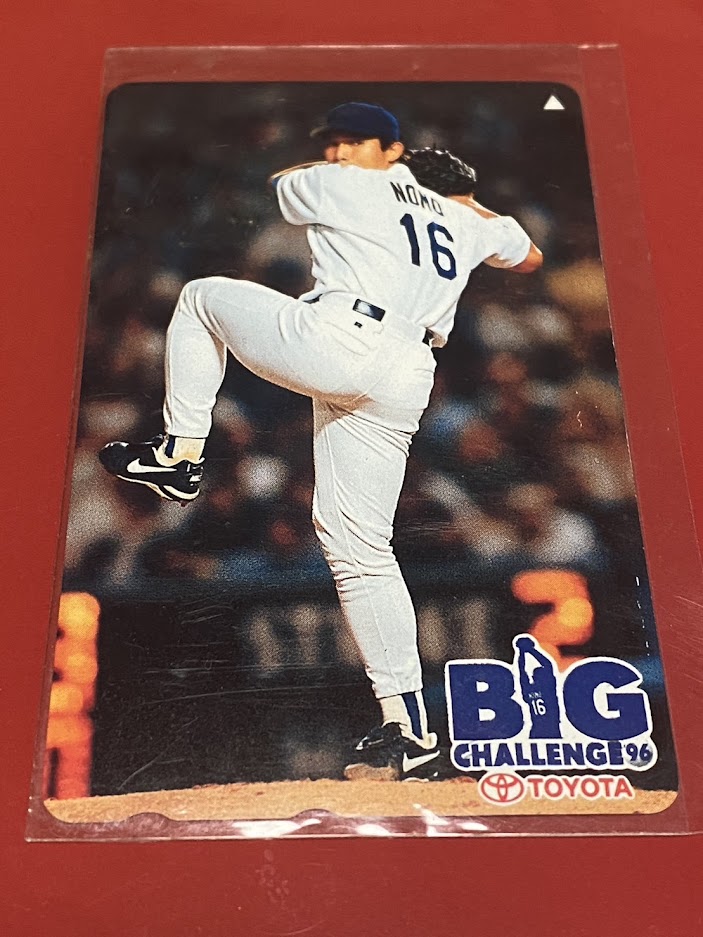 NOMO
16
BIG
16
CHALLENGE '96
TOYOTA